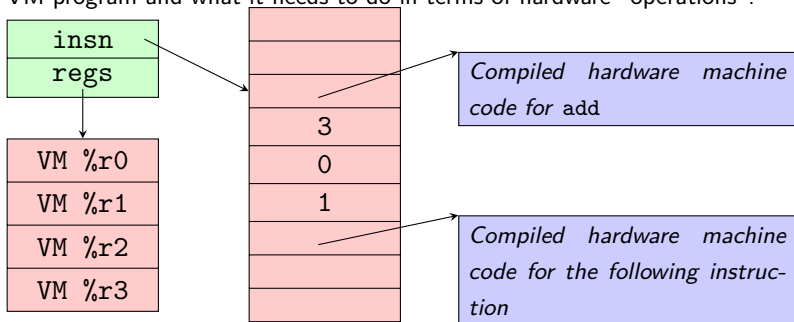 VM program and what it needs to do in terms of hardware "operations".
insn
regs
VM %r0
VM %r1
VM %r2
VM %r3
3
0
1
Compiled hardware machine
code for add
Compiled hardware machine
code for the following instruc-
tion